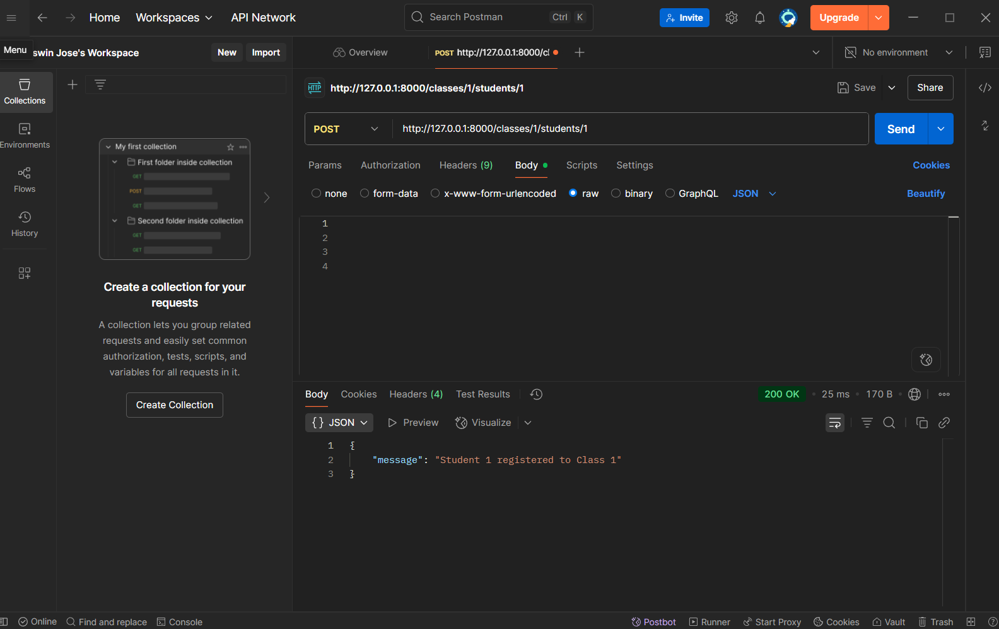 Home
Workspaces
API Network
Search Postman
Ctrl K
Invite
Upgrade
Menu
swin Jose's Workspace
New
Import
Overview
POST http://127.0.0.1:8000/cl
No environment
Collections
Environments
Flows
History
My first collection
First folder inside collection
GET
POST
GET
Second folder inside collection
GET
GET
Create a collection for your
requests
A collection lets you group related
requests and easily set common
authorization, tests, scripts, and
variables for all requests in it.
Create Collection
HTTP http://127.0.0.1:8000/classes/1/students/1
Save
Share
POST
http://127.0.0.1:8000/classes/1/students/1
Send
Params
Authorization
Headers (9)
Body
Scripts
Settings
Cookies
none
form-data
x-www-form-urlencoded
raw
binary
GraphQL
JSON
Beautify
1
2
3
4
Body
Cookies
Headers (4)
Test Results
200 OK
25 ms
170 B
{} JSON
Preview
Visualize
1 {
2 "message": "Student 1 registered to Class 1"
3 }
Online
Find and replace
Console
Postbot
Runner
Start Proxy
Cookies
Vault
Trash